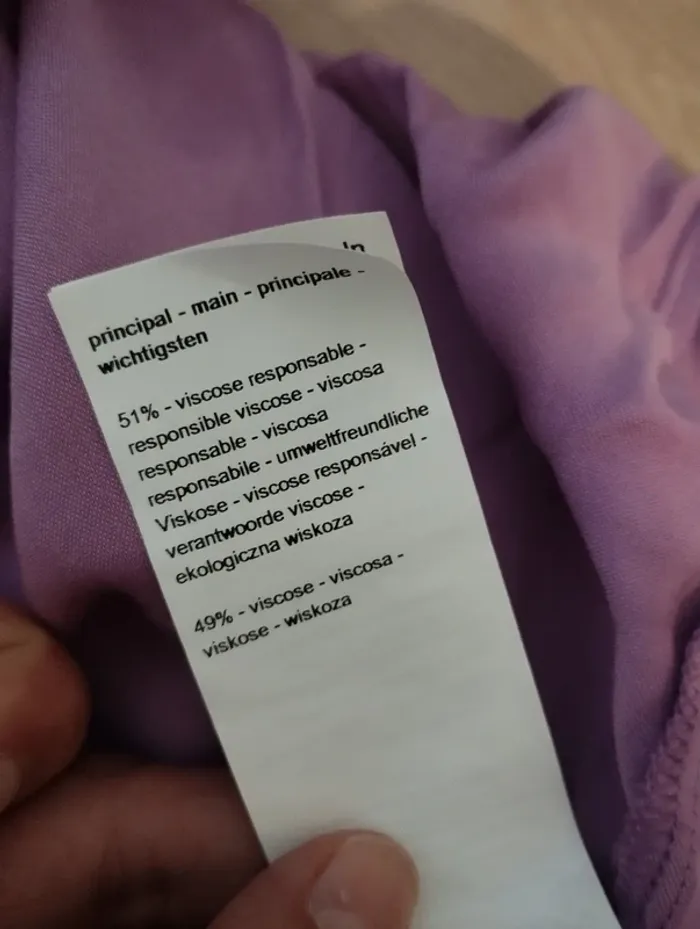 principal - main - principale -
wichtigsten
51% - viscose responsable -
responsible viscose - viscosa
responsable - viscosa
responsabile - umweltfreundliche
Viskose - viscose responsável -
verantwoorde viscose -
ekologiczna wiskoza
49% - viscose - viscosa -
viskose - wiskoza